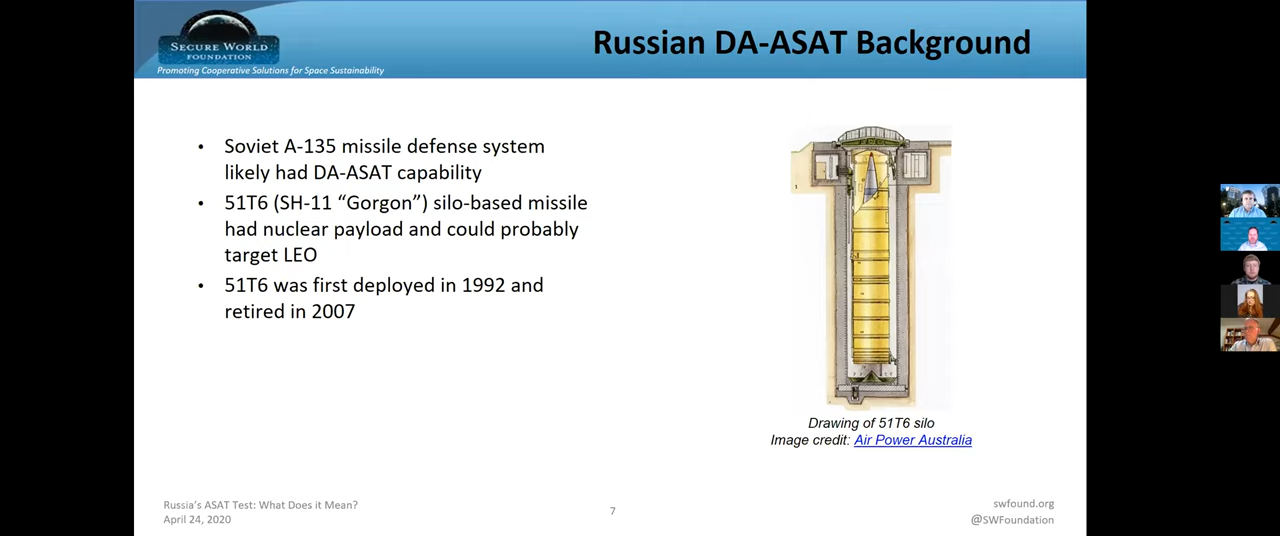 SECURE WORLD
FOUNDATION
Promoting Cooperative Solutions for Space Sustainability
Russian DA-ASAT Background
• Soviet A-135 missile defense system
likely had DA-ASAT capability
• 51T6 (SH-11 “Gorgon”) silo-based missile
had nuclear payload and could probably
target LEO
• 51T6 was first deployed in 1992 and
retired in 2007
Drawing of 51T6 silo
Image credit: Air Power Australia
Russia's ASAT Test: What Does it Mean?
April 24, 2020
7
swfound.org
@SWFoundation